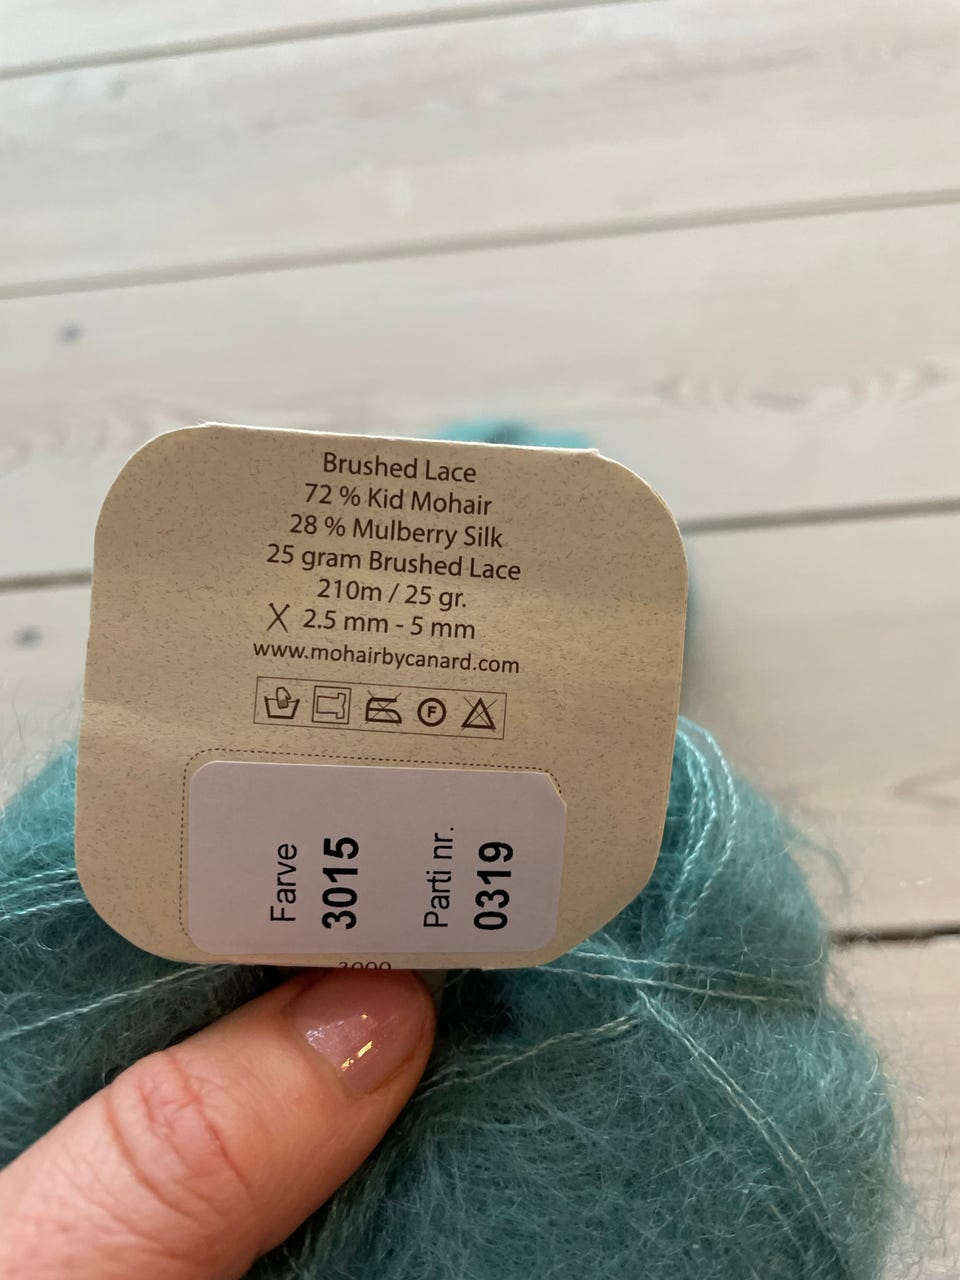 Brushed Lace
72 % Kid Mohair
28 % Mulberry Silk
25 gram Brushed Lace
210m / 25 gr.
X 2.5 mm - 5 mm
www.mohairbycanard.com
F
Farve
3015
Parti nr.
0319